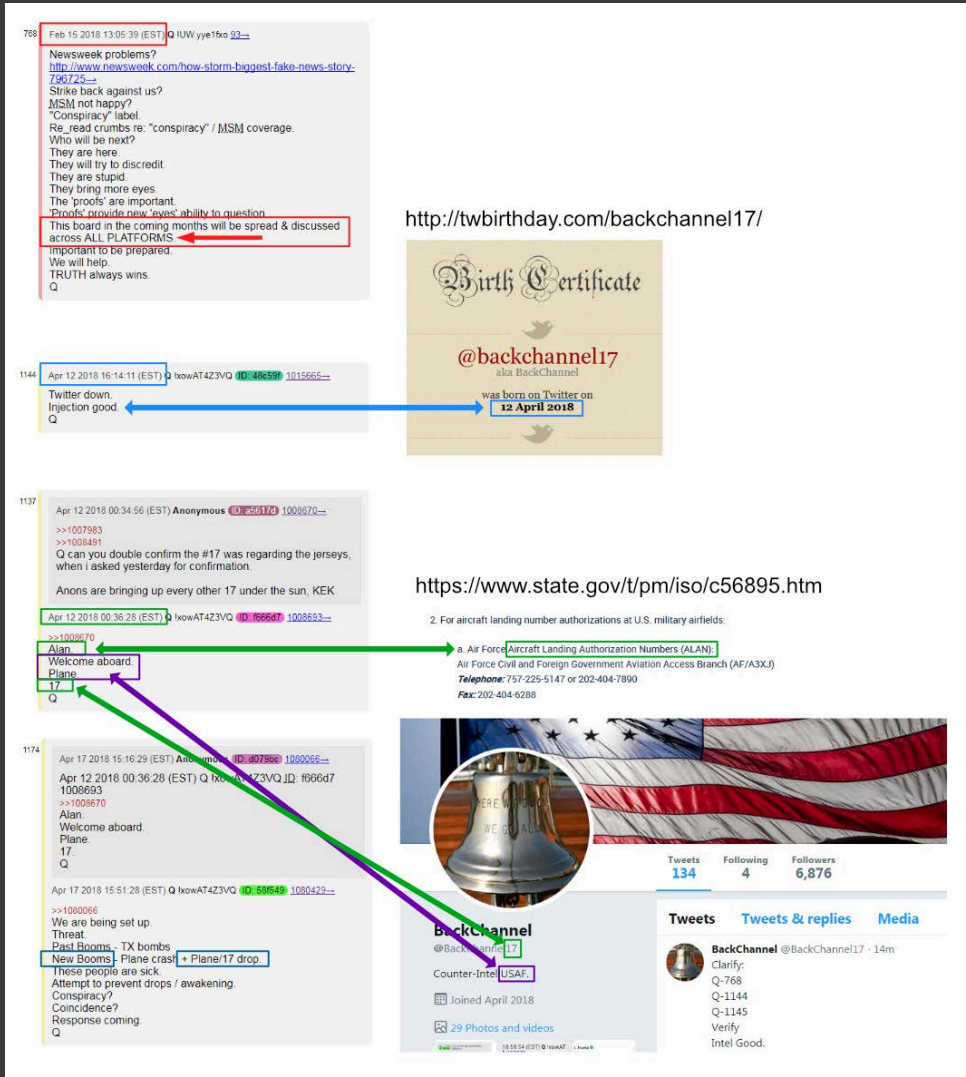 768
Feb 15 2018 13:05:39 (EST) Q !UW.yye1fxo 93→
Newsweek problems?
http://www.newsweek.com/how-storm-biggest-fake-news-story-
796725→
Strike back against us?
MSM not happy?
"Conspiracy" label.
Re_read crumbs re: "conspiracy" / MSM coverage.
Who will be next?
They are here.
They will try to discredit.
They are stupid.
They bring more eyes.
The 'proofs' are important.
'Proofs' provide new 'eyes' ability to question.
This board in the coming months will be spread & discussed
across ALL PLATFORMS.
Important to be prepared.
We will help.
TRUTH always wins.
Q
http://twbirthday.com/backchannel17/
Birth Certificate
@backchannel17
aka BackChannel
was born on Twitter on
12 April 2018
1144
Apr 12 2018 16:14:11 (EST) Q !xowAT4Z3VQ ID: 48c59f 1015665→
Twitter down.
Injection good.
Q
1137
Apr 12 2018 00:34:56 (EST) Anonymous ID: a5617d 1008670→
>>1007983
>>1008491
Q can you double confirm the #17 was regarding the jerseys,
when i asked yesterday for confirmation.
Anons are bringing up every other 17 under the sun, KEK
Apr 12 2018 00:36:28 (EST) Q !xowAT4Z3VQ ID: f666d7 1008693→
>>1008670
Alan.
Welcome aboard.
Plane.
17.
Q
https://www.state.gov/t/pm/iso/c56895.htm
2. For aircraft landing number authorizations at U.S. military airfields:
a. Air Force Aircraft Landing Authorization Numbers (ALAN):
Air Force Civil and Foreign Government Aviation Access Branch (AF/A3XJ)
Telephone: 757-225-5147 or 202-404-7890
Fax: 202-404-6288
1174
Apr 17 2018 15:16:29 (EST) Anonymous ID: d079bc 1080066→
Apr 12 2018 00:36:28 (EST) Q !xowAT4Z3VQ ID: f666d7
1008693
>>1008670
Alan.
Welcome aboard.
Plane.
17.
Q
Apr 17 2018 15:51:28 (EST) Q !xowAT4Z3VQ ID: 58f549 1080429→
>>1080066
We are being set up.
Threat.
Past Booms - TX bombs
New Booms - Plane crash + Plane/17 drop.
These people are sick.
Attempt to prevent drops / awakening.
Conspiracy?
Coincidence?
Response coming.
Q
WE GO ALL
Tweets Following Followers
134 4 6,876
BackChannel
@BackChannel17
Counter-Intel USAF.
Joined April 2018
29 Photos and videos
Tweets Tweets & replies Media
BackChannel @BackChannel17 · 14m
Clarify:
Q-768
Q-1144
Q-1145
Verify
Intel Good.